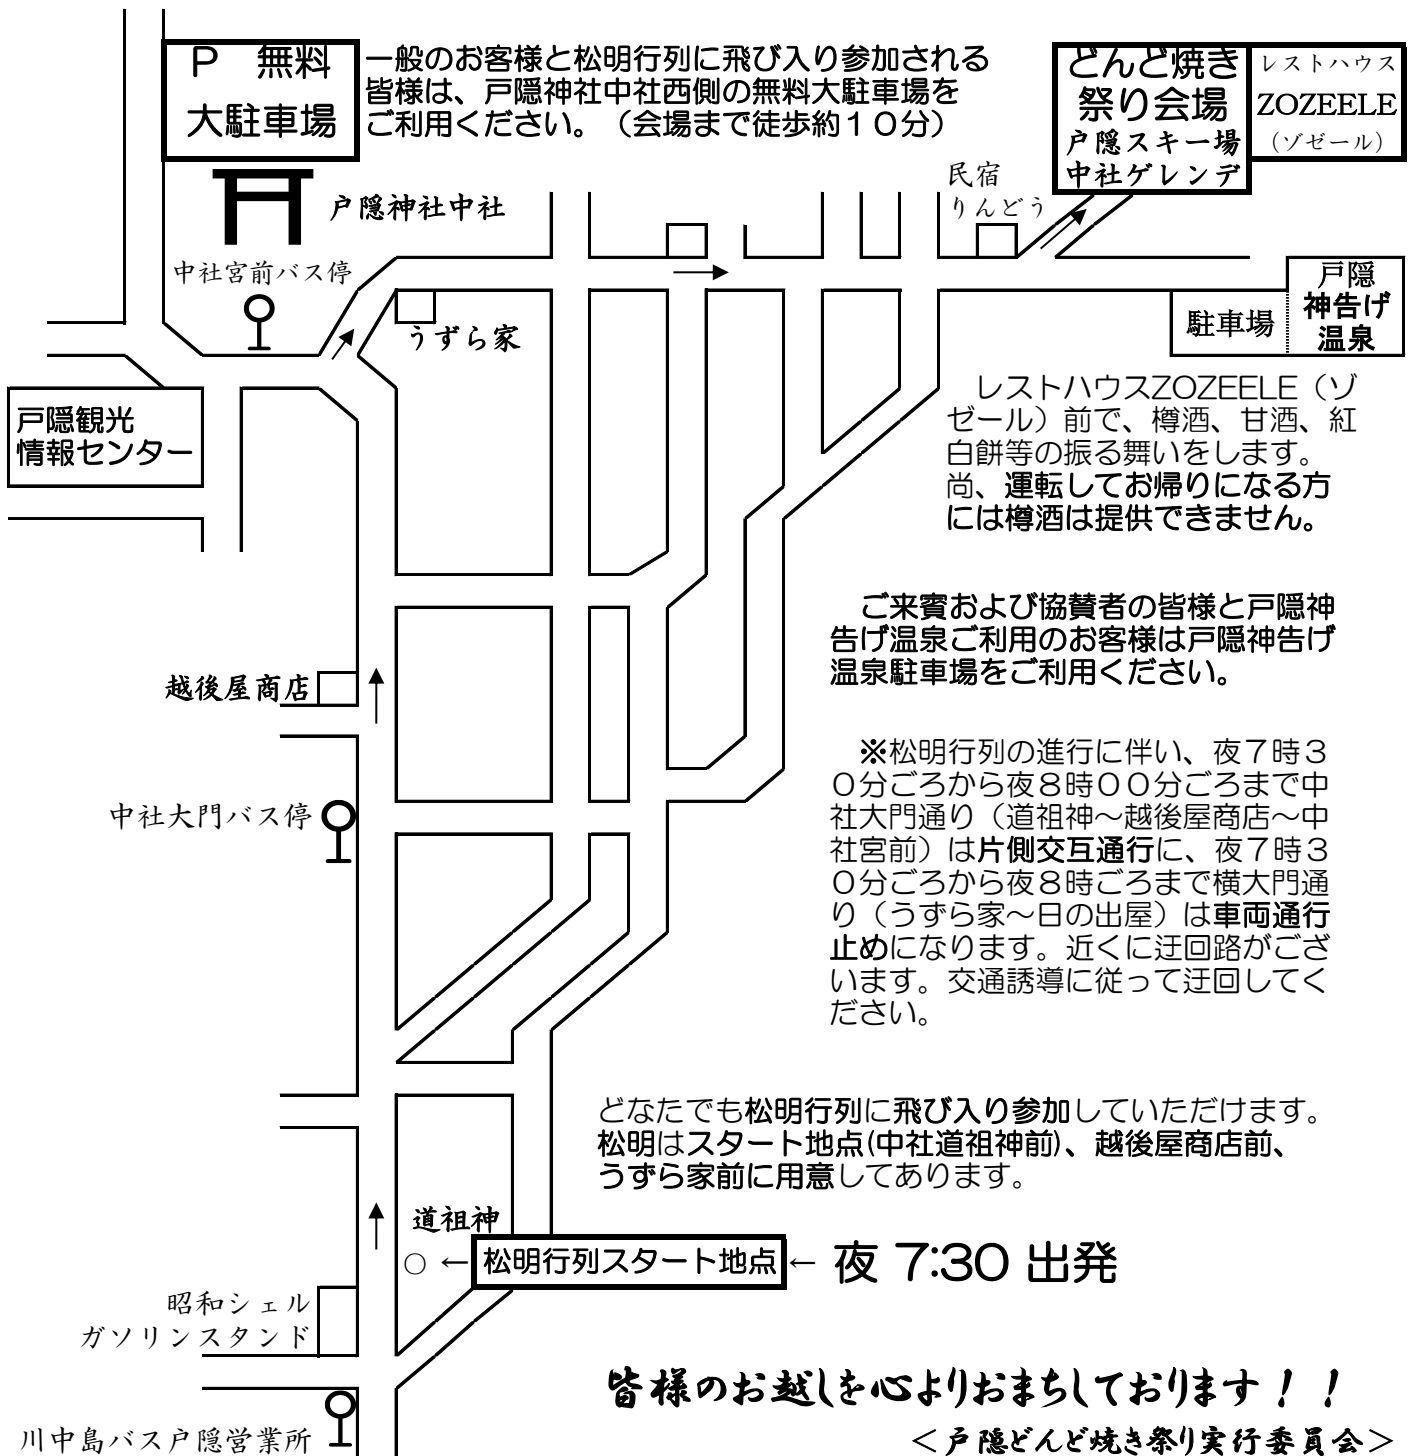 P　無料
大駐車場
一般のお客様と松明行列に飛び入り参加される
皆様は、戸隠神社中社西側の無料大駐車場を
ご利用ください。（会場まで徒歩約１０分）
どんど焼き
祭り会場
戸隠スキー場
中社ゲレンデ
レストハウス
ZOZEELE
（ゾゼール）
民宿
りんどう
戸隠神社中社
中社宮前バス停
うずら家
戸隠
神告げ
温泉
駐車場
戸隠観光
情報センター
レストハウスZOZEELE（ゾ
ゼール）前で、樽酒、甘酒、紅
白餅等の振る舞いをします。
尚、運転してお帰りになる方
には樽酒は提供できません。
ご来賓および協賛者の皆様と戸隠神
告げ温泉ご利用のお客様は戸隠神告げ
温泉駐車場をご利用ください。
越後屋商店
※松明行列の進行に伴い、夜７時３
０分ごろから夜８時００分ごろまで中
社大門通り（道祖神～越後屋商店～中
社宮前）は片側交互通行に、夜７時３
０分ごろから夜８時ごろまで横大門通
り（うずら家～日の出屋）は車両通行
止めになります。近くに迂回路がござ
います。交通誘導に従って迂回してく
ださい。
中社大門バス停
どなたでも松明行列に飛び入り参加していただけます。
松明はスタート地点(中社道祖神前)、越後屋商店前、
うずら家前に用意してあります。
道祖神
○ ← 松明行列スタート地点 ← 夜 7:30 出発
昭和シェル
ガソリンスタンド
皆様のお越しを心よりおまちしております！！
川中島バス戸隠営業所
＜戸隠どんど焼き祭り実行委員会＞